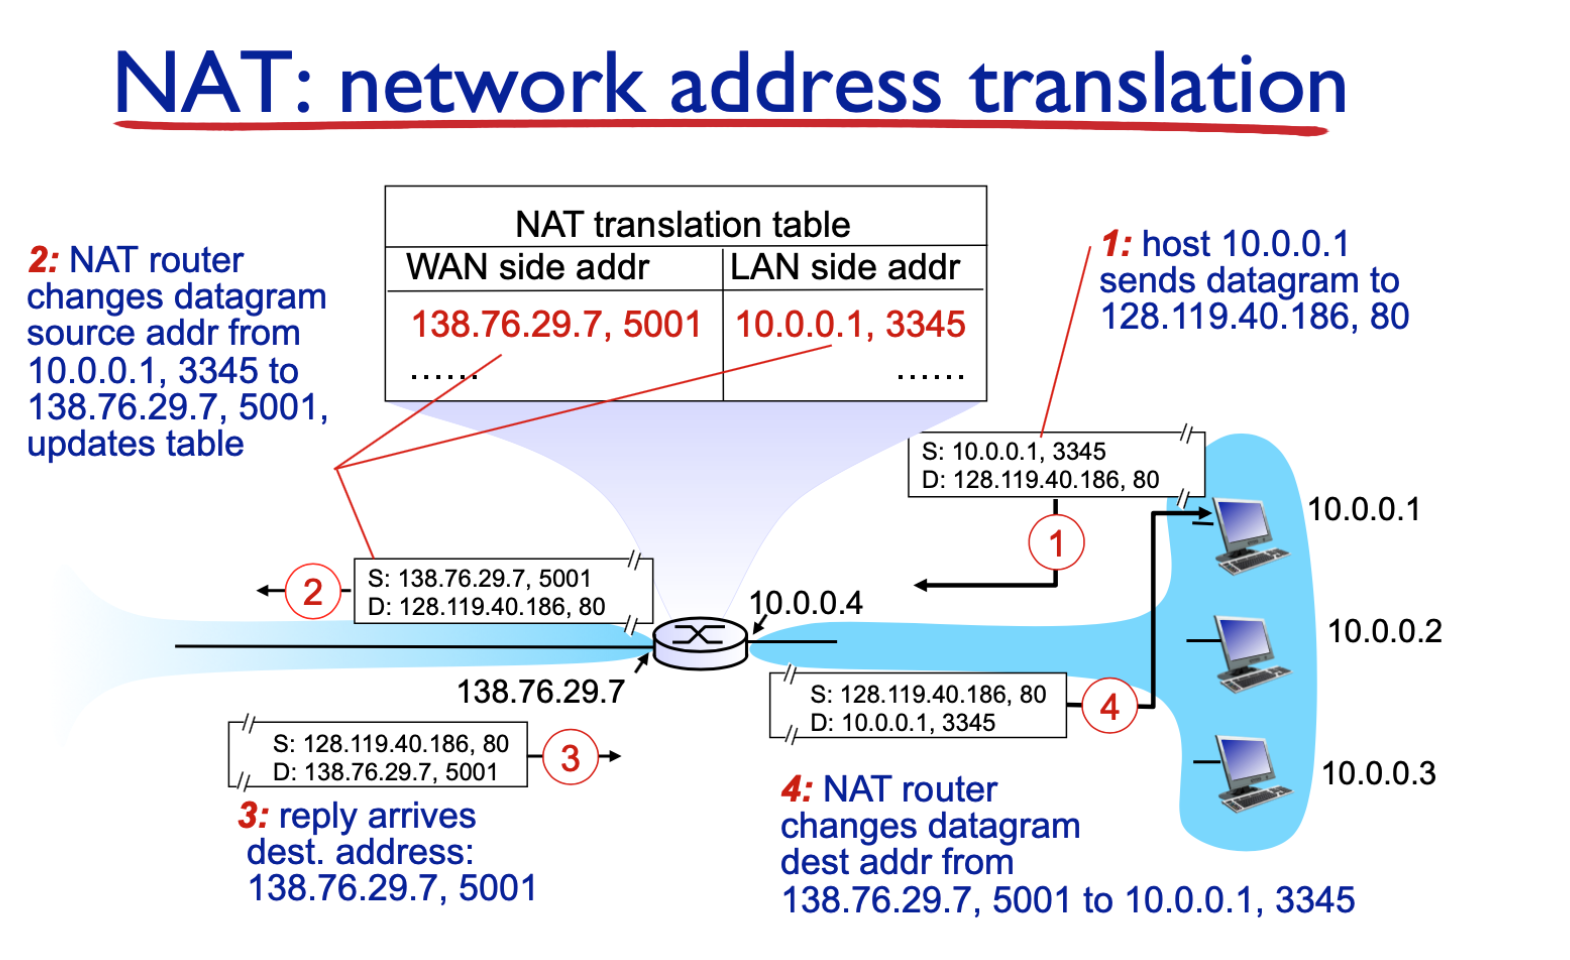 NAT: network address translation
NAT translation table
WAN side addr
LAN side addr
138.76.29.7, 5001
10.0.0.1, 3345
......
......
2: NAT router
changes datagram
source addr from
10.0.0.1, 3345 to
138.76.29.7, 5001,
updates table
1: host 10.0.0.1
sends datagram to
128.119.40.186, 80
S: 10.0.0.1, 3345
D: 128.119.40.186, 80
1
10.0.0.1
2
S: 138.76.29.7, 5001
D: 128.119.40.186, 80
10.0.0.4
10.0.0.2
138.76.29.7
S: 128.119.40.186, 80
D: 10.0.0.1, 3345
4
S: 128.119.40.186, 80
D: 138.76.29.7, 5001
3
10.0.0.3
3: reply arrives
dest. address:
138.76.29.7, 5001
4: NAT router
changes datagram
dest addr from
138.76.29.7, 5001 to 10.0.0.1, 3345